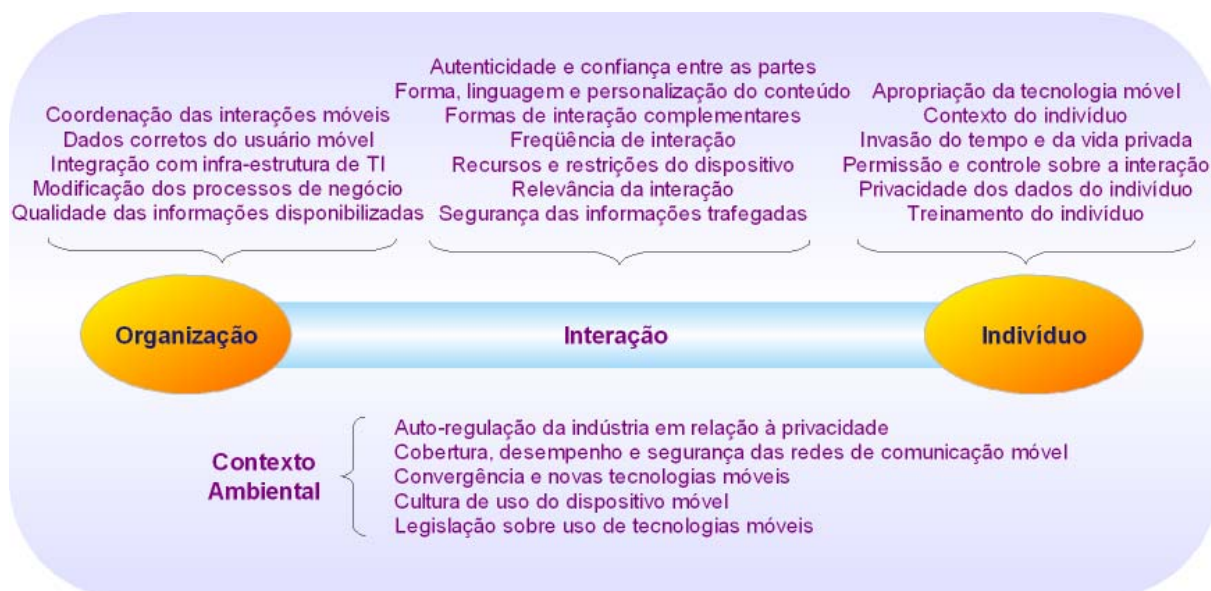 Coordenação das interações móveis
Dados corretos do usuário móvel
Integração com infra-estrutura de TI
Modificação dos processos de negócio
Qualidade das informações disponibilizadas
Autenticidade e confiança entre as partes
Forma, linguagem e personalização do conteúdo
Formas de interação complementares
Freqüência de interação
Recursos e restrições do dispositivo
Relevância da interação
Segurança das informações trafegadas
Apropriação da tecnologia móvel
Contexto do indivíduo
Invasão do tempo e da vida privada
Permissão e controle sobre a interação
Privacidade dos dados do indivíduo
Treinamento do indivíduo
Organização
Interação
Indivíduo
Contexto
Ambiental
Auto-regulação da indústria em relação à privacidade
Cobertura, desempenho e segurança das redes de comunicação móvel
Convergência e novas tecnologias móveis
Cultura de uso do dispositivo móvel
Legislação sobre uso de tecnologias móveis